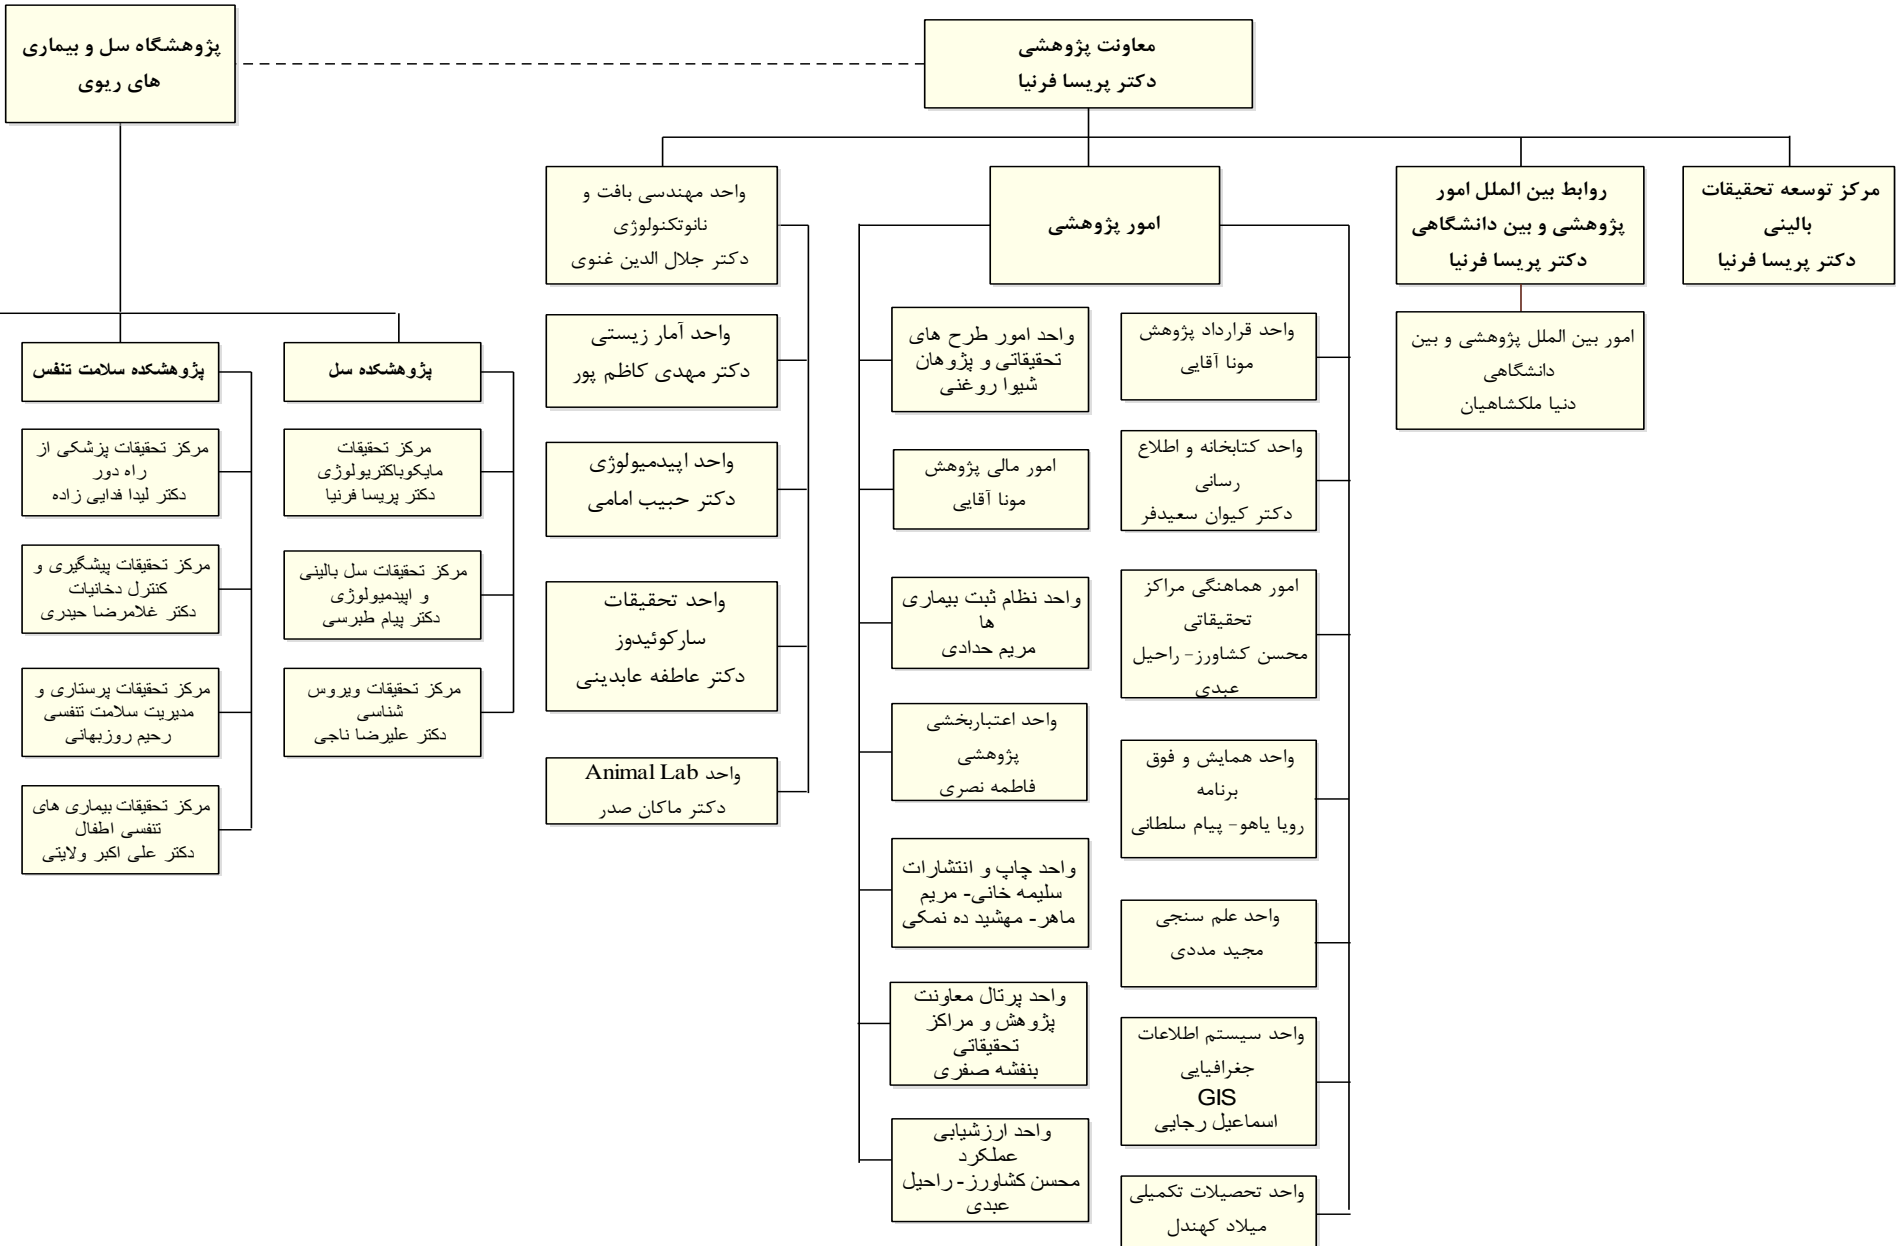 معاونت پژوهشی
دکتر پریسا فرنیا
پژوهشگاه سل و بیماری
های ریوی
مرکز توسعه تحقیقات
بالینی
دکتر پریسا فرنیا
روابط بین الملل امور
پژوهشی و بین دانشگاهی
دکتر پریسا فرنیا
امور بین الملل پژوهشی و بین
دانشگاهی
دنیا ملکشاهیان
امور پژوهشی
واحد قرارداد پژوهش
مونا آقایی
واحد کتابخانه و اطلاع
رسانی
دکتر کیوان سعیدفر
امور هماهنگی مراکز
تحقیقاتی
محسن کشاورز- راحیل
عبدی
واحد همایش و فوق
برنامه
رویا یاهو- پیام سلطانی
واحد علم سنجی
مجید مددی
واحد سیستم اطلاعات
جغرافیایی
GIS
اسماعیل رجایی
واحد تحصیلات تکمیلی
میلاد کهندل
واحد امور طرح های
تحقیقاتی و پژوهان
شیوا روغنی
امور مالی پژوهش
مونا آقایی
واحد نظام ثبت بیماری
ها
مریم حدادی
واحد اعتباربخشی
پژوهشی
فاطمه نصری
واحد چاپ و انتشارات
سلیمه خانی- مریم
ماهر- مهشید ده نمکی
واحد پرتال معاونت
پژوهش و مراکز
تحقیقاتی
بنفشه صفری
واحد ارزشیابی
عملکرد
محسن کشاورز- راحیل
عبدی
واحد مهندسی بافت و
نانوتکنولوژی
دکتر جلال الدین غنوی
واحد آمار زیستی
دکتر مهدی کاظم پور
واحد اپیدمیولوژی
دکتر حبیب امامی
واحد تحقیقات
سارکوئیدوز
دکتر عاطفه عابدینی
واحد Animal Lab
دکتر ماکان صدر
پژوهشکده سل
مرکز تحقیقات
مایکوباکتریولوژی
دکتر پریسا فرنیا
مرکز تحقیقات سل بالینی
و اپیدمیولوژی
دکتر پیام طبرسی
مرکز تحقیقات ویروس
شناسی
دکتر علیرضا ناجی
پژوهشکده سلامت تنفس
مرکز تحقیقات پزشکی از
راه دور
دکتر لیدا فدایی زاده
مرکز تحقیقات پیشگیری و
کنترل دخانیات
دکتر غلامرضا حیدری
مرکز تحقیقات پرستاری و
مدیریت سلامت تنفسی
رحیم روزبهانی
مرکز تحقیقات بیماری های
تنفسی اطفال
دکتر علی اکبر ولایتی